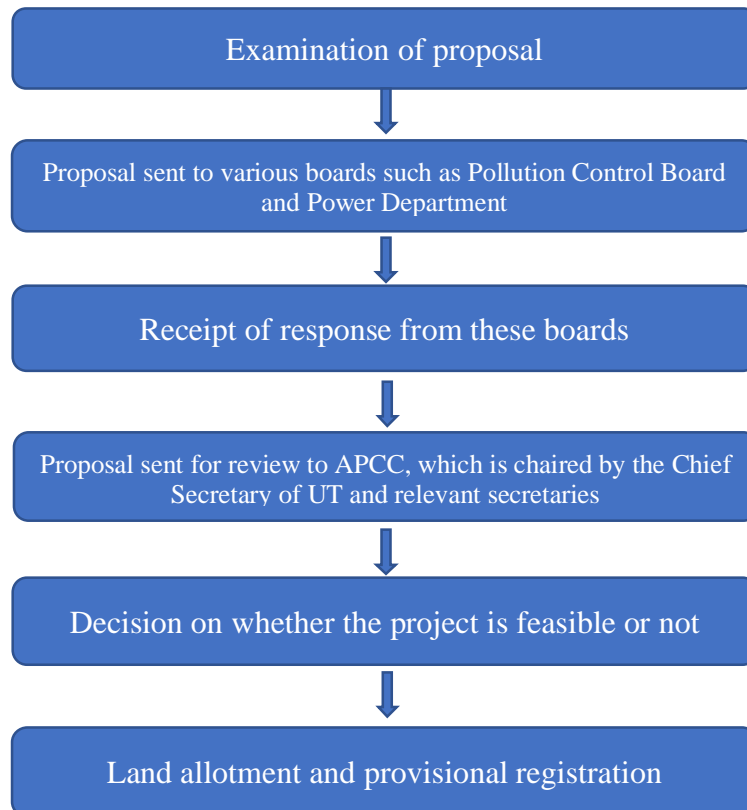 Examination of proposal
Proposal sent to various boards such as Pollution Control Board
and Power Department
Receipt of response from these boards
Proposal sent for review to APCC, which is chaired by the Chief
Secretary of UT and relevant secretaries
Decision on whether the project is feasible or not
Land allotment and provisional registration